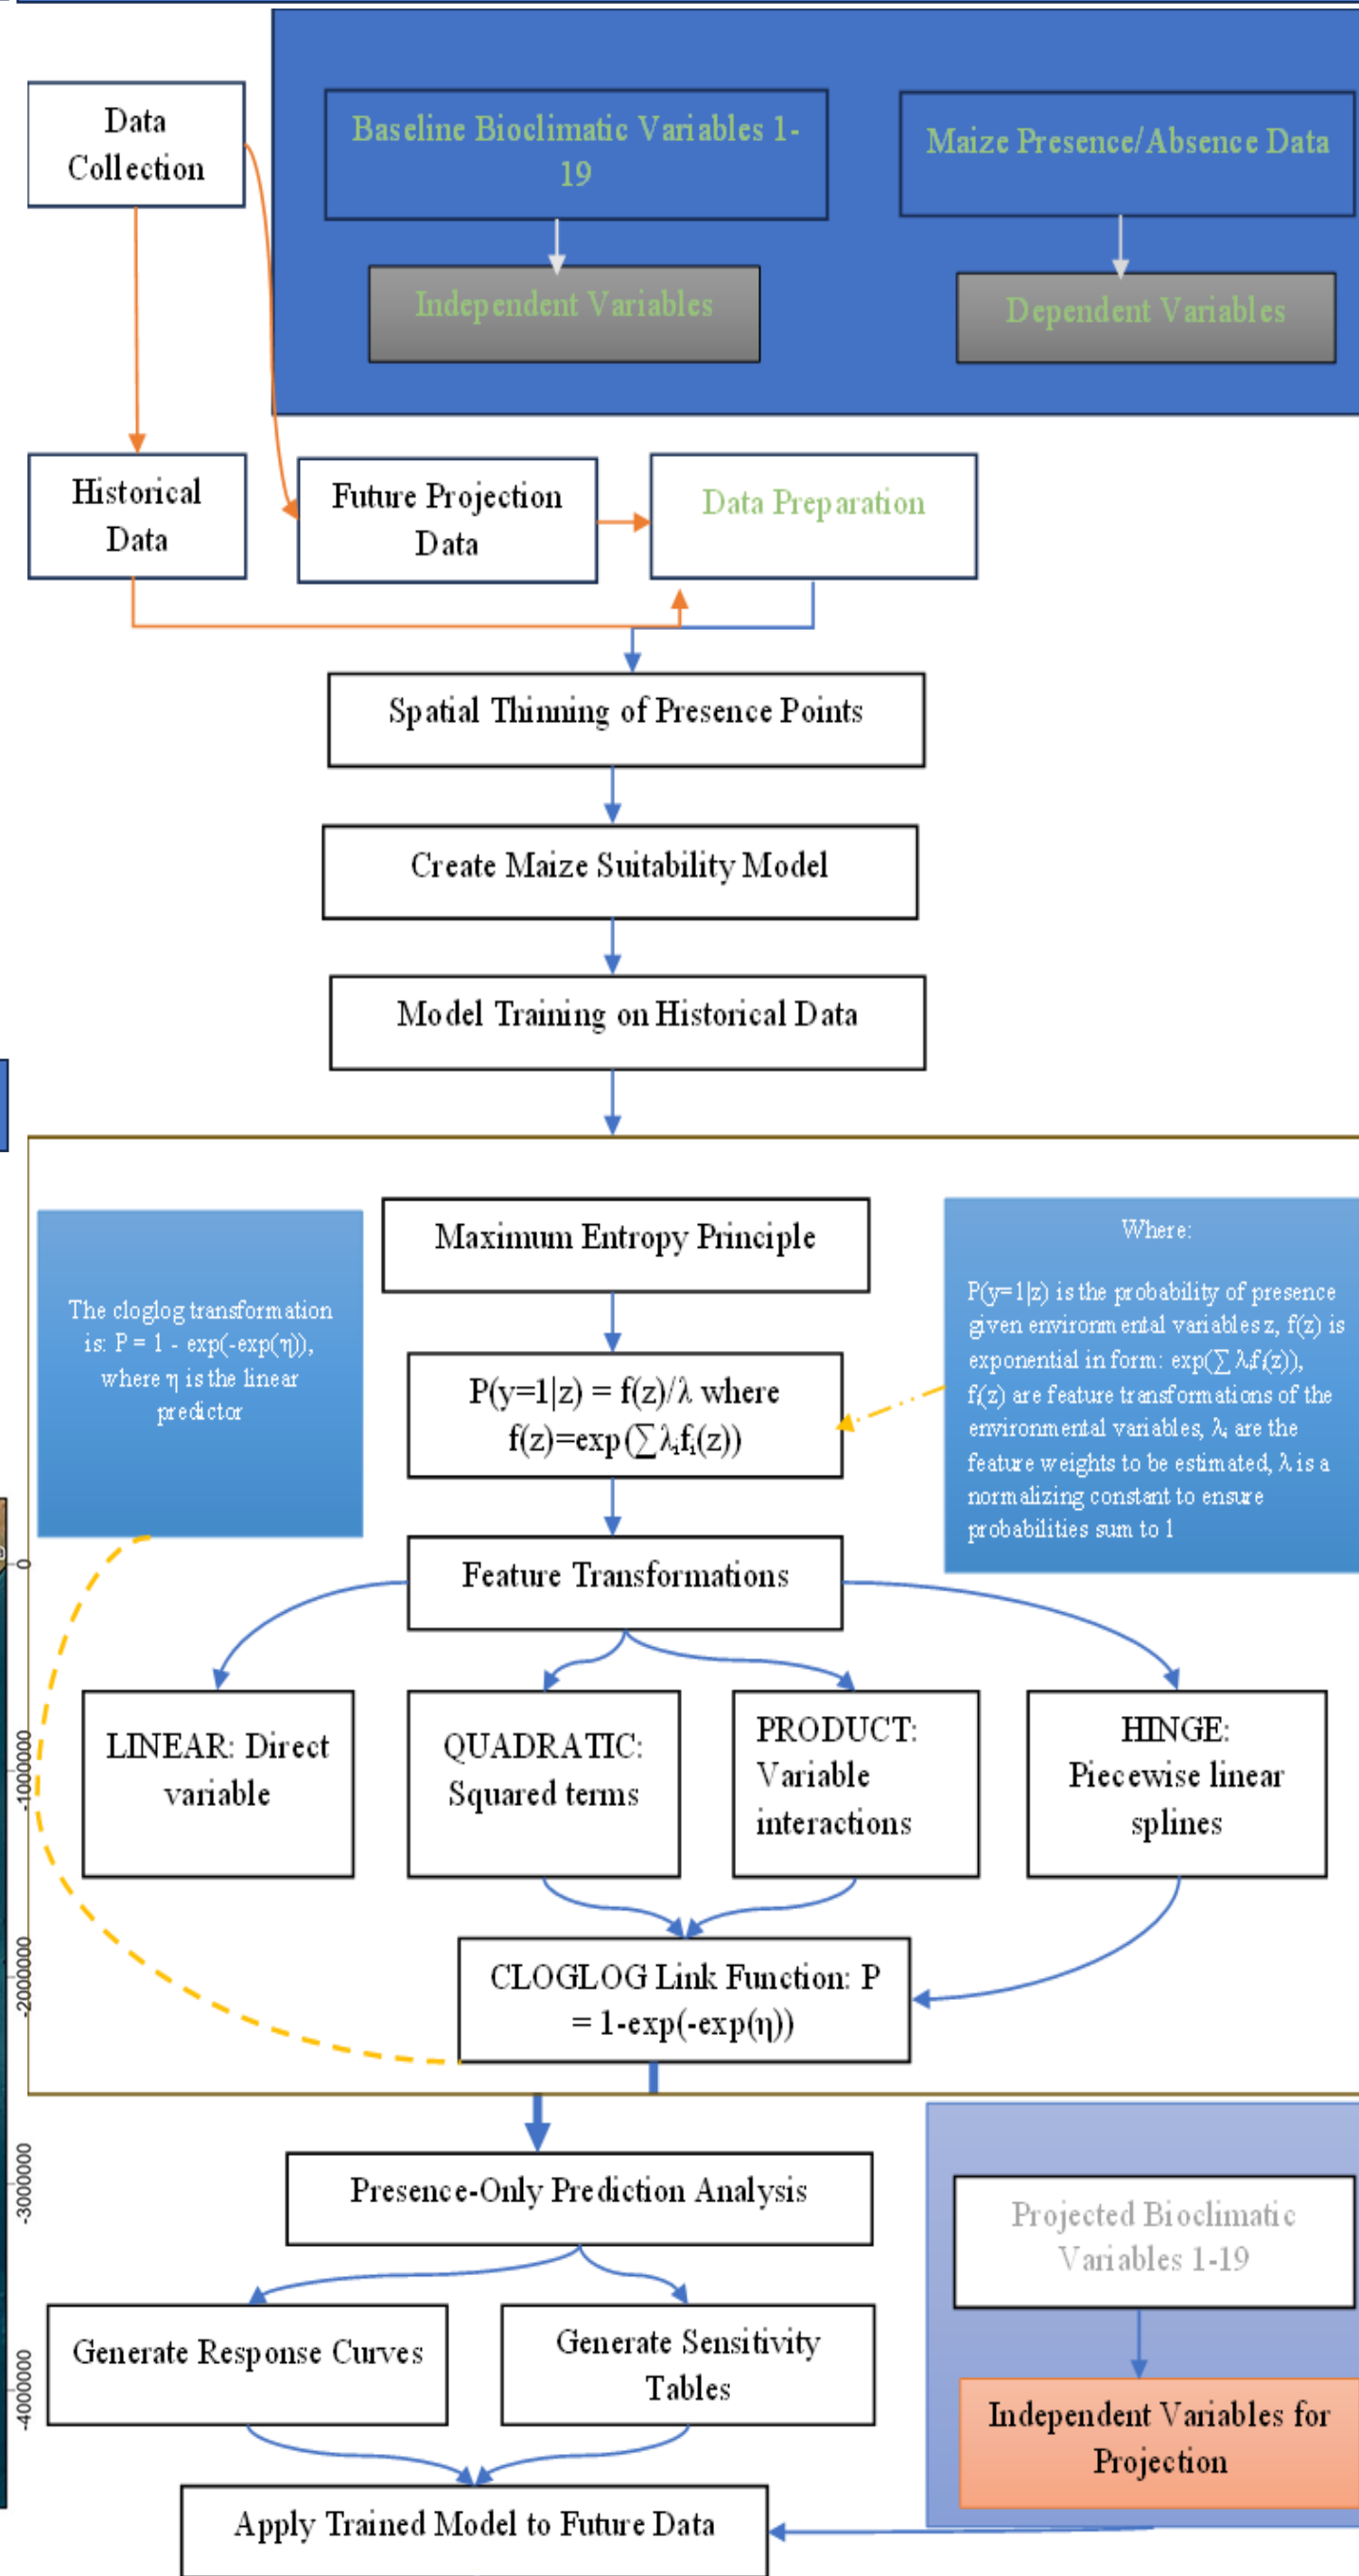 Data
Collection
Baseline Bioclimatic Variables 1-
19
Maize Presence/Absence Data
Independent Variables
Dependent Variables
Historical
Data
Future Projection
Data
Data Preparation
Spatial Thinning of Presence Points
Create Maize Suitability Model
Model Training on Historical Data
The cloglog transformation
is: P = 1 - exp(-exp(η)),
where η is the linear
predictor
Maximum Entropy Principle
P(y=1|z) = f(z)/λ where
f(z)=exp(∑λᵢfᵢ(z))
Where:
P(y=1|z) is the probability of presence
given environmental variables z, f(z) is
exponential in form: exp(∑ λᵢfᵢ(z)),
fᵢ(z) are feature transformations of the
environmental variables, λᵢ are the
feature weights to be estimated, λ is a
normalizing constant to ensure
probabilities sum to 1
Feature Transformations
LINEAR: Direct
variable
QUADRATIC:
Squared terms
PRODUCT:
Variable
interactions
HINGE:
Piecewise linear
splines
CLOGLOG Link Function: P
= 1-exp(-exp(η))
0
-1000000
-2000000
-3000000
-4000000
Presence-Only Prediction Analysis
Projected Bioclimatic
Variables 1-19
Generate Response Curves
Generate Sensitivity
Tables
Independent Variables for
Projection
Apply Trained Model to Future Data